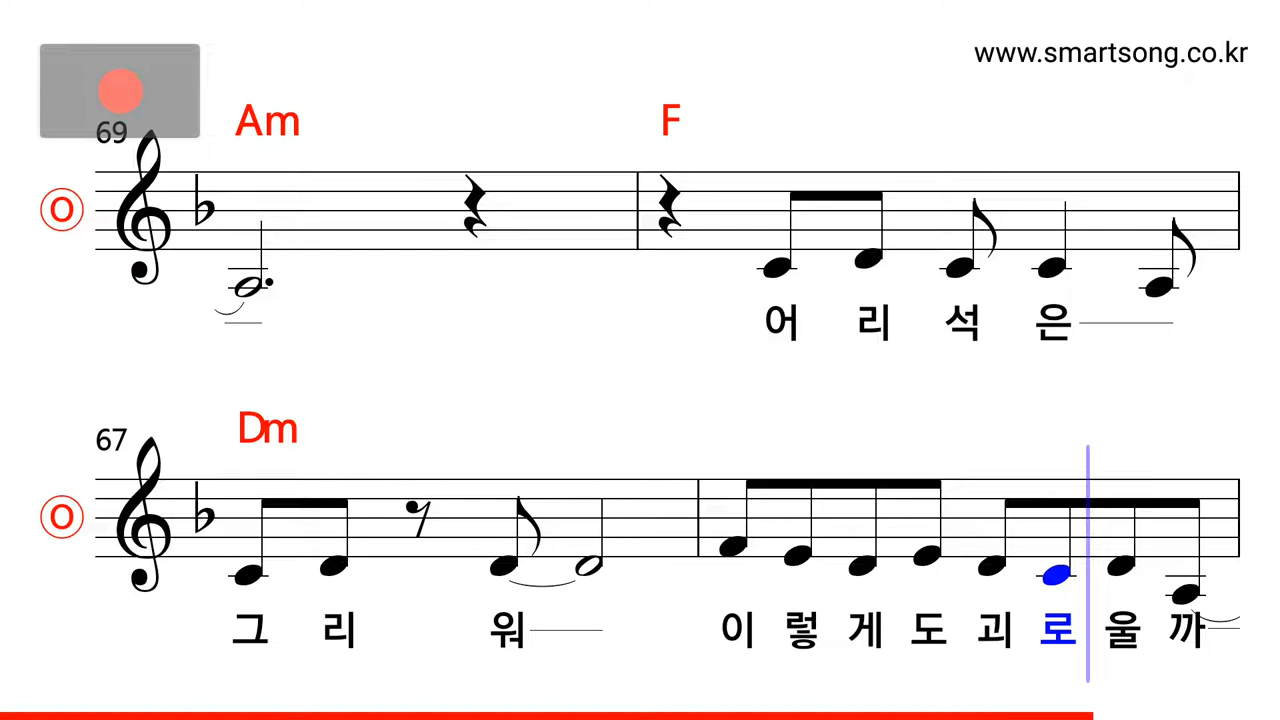 www.smartsong.co.kr
69 Am F
O
어 리 석 은
67 Dm
O
그 리 워 이 렇 게 도 괴 로 울 까